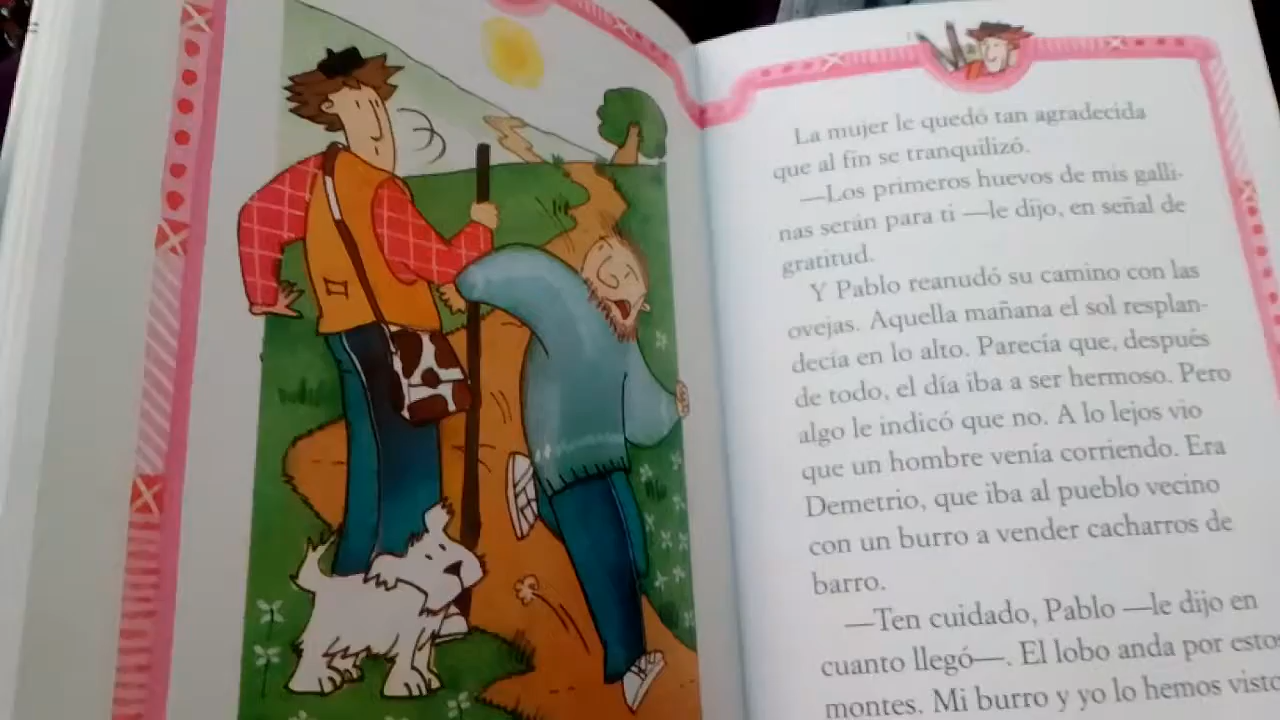 La mujer le quedó tan agradecida
que al fin se tranquilizó.
—Los primeros huevos de mis galli-
nas serán para ti —le dijo, en señal de
gratitud.
Y Pablo reanudó su camino con las
ovejas. Aquella mañana el sol resplan-
decía en lo alto. Parecía que, después
de todo, el día iba a ser hermoso. Pero
algo le indicó que no. A lo lejos vio
que un hombre venía corriendo. Era
Demetrio, que iba al pueblo vecino
con un burro a vender cacharros de
barro.
—Ten cuidado, Pablo —le dijo en
cuanto llegó—. El lobo anda por esto
montes. Mi burro y yo lo hemos visto